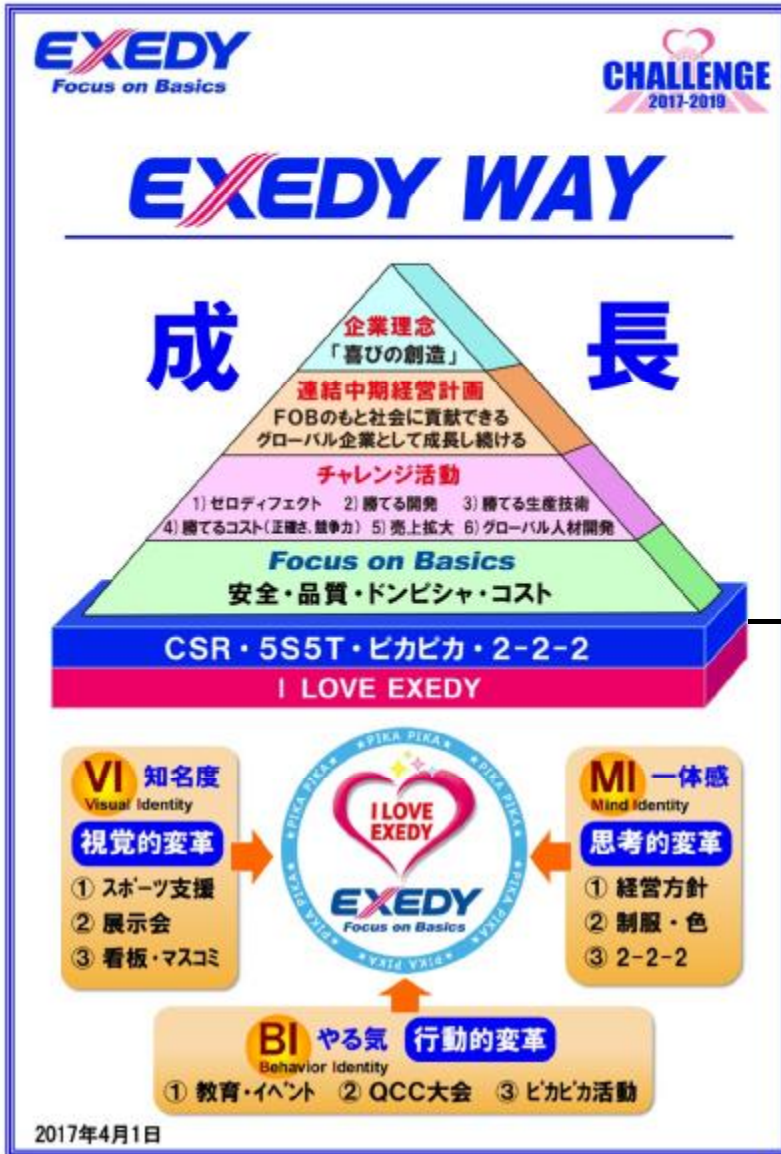 EXEDY
Focus on Basics
CHALLENGE
2017-2019
EXEDY WAY
成長
企業理念
「喜びの創造」
連結中期経営計画
FOBのもと社会に貢献できる
グローバル企業として成長し続ける
チャレンジ活動
1)ゼロディフェクト 2)勝てる開発 3)勝てる生産技術
4)勝てるコスト(正確さ、競争力) 5)売上拡大 6)グローバル人材開発
Focus on Basics
安全・品質・ドンピシャ・コスト
CSR・5S5T・ピカピカ・2-2-2
I LOVE EXEDY
VI 知名度
Visual Identity
視覚的変革
① スポーツ支援
② 展示会
③ 看板・マスコミ
★PIKA PIKA★PIKA PIKA★PIKA PIKA★PIKA PIKA★PIKA PIKA★PIKA PIKA
I LOVE
EXEDY
EXEDY
Focus on Basics
MI 一体感
Mind Identity
思考的変革
① 経営方針
② 制服・色
③ 2-2-2
BI やる気 行動的変革
Behavior Identity
① 教育・イベント ② QCC大会 ③ ピカピカ活動
2017年4月1日